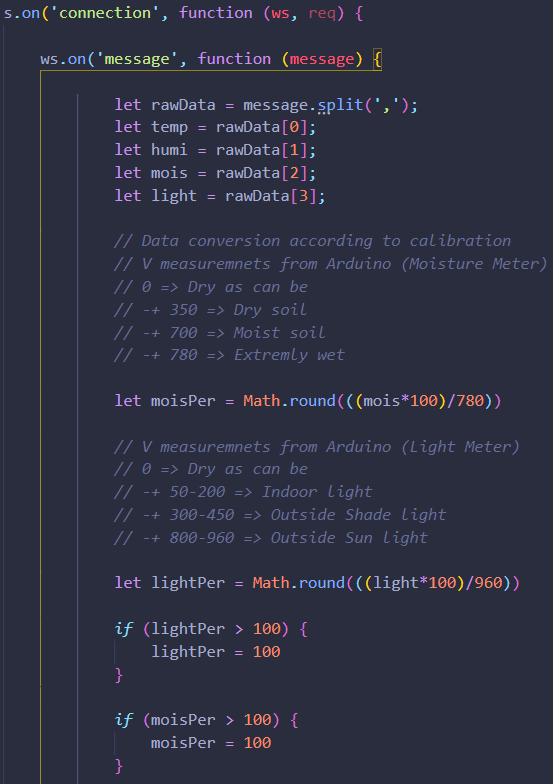 s.on('connection', function (ws, req) {
ws.on('message', function (message) {
let rawData = message.split(',');
let temp = rawData[0];
let humi = rawData[1];
let mois = rawData[2];
let light = rawData[3];
// Data conversion according to calibration
// V measuremnets from Arduino (Moisture Meter)
// 0 => Dry as can be
// -+ 350 => Dry soil
// -+ 700 => Moist soil
// -+ 780 => Extremly wet
let moisPer = Math.round(((mois*100)/780))
// V measuremnets from Arduino (Light Meter)
// 0 => Dry as can be
// -+ 50-200 => Indoor light
// -+ 300-450 => Outside Shade light
// -+ 800-960 => Outside Sun light
let lightPer = Math.round(((light*100)/960))
if (lightPer > 100) {
lightPer = 100
}
if (moisPer > 100) {
moisPer = 100
}